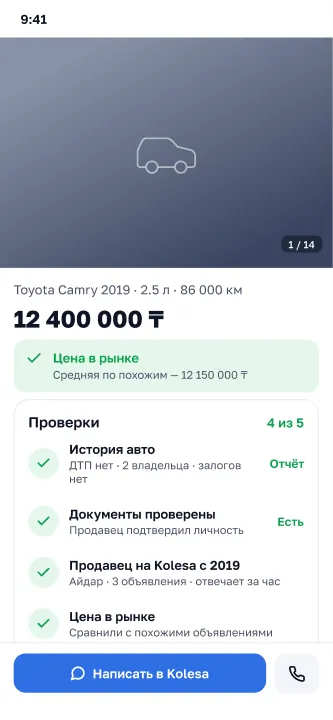 9:41
1 / 14
Toyota Camry 2019 · 2.5 л · 86 000 км
12 400 000 ₸
Цена в рынке
Средняя по похожим — 12 150 000 ₸
Проверки
4 из 5
История авто
ДТП нет · 2 владельца · залогов
нет
Отчёт
Документы проверены
Продавец подтвердил личность
Есть
Продавец на Kolesa с 2019
Айдар · 3 объявления · отвечает за час
Цена в рынке
Сравнили с похожими объявлениями
Написать в Kolesa